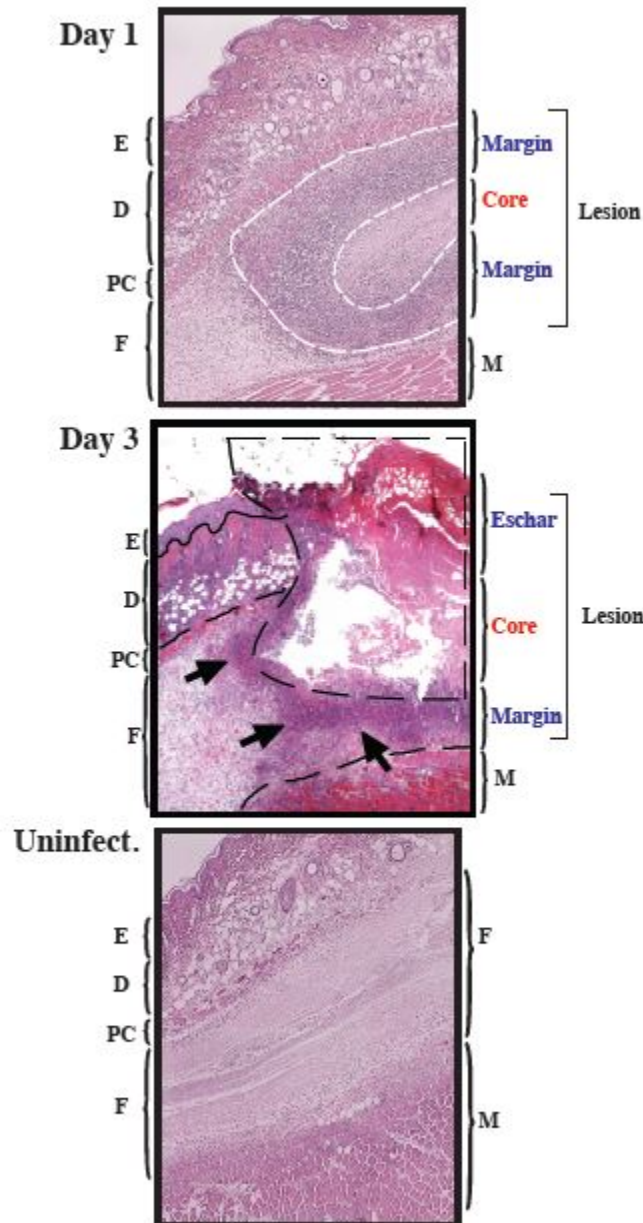 Day 1
E
D
PC
F
Margin
Core
Margin
Lesion
M
Day 3
E
D
PC
F
Eschar
Core
Margin
Lesion
M
Uninfect.
E
D
PC
F
F
M